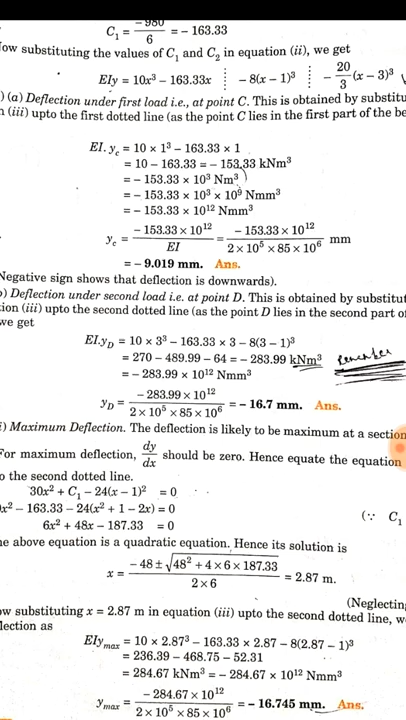 C₁ = −980/6 = − 163.33
ow substituting the values of C₁ and C₂ in equation (ii), we get
EIy = 10x³ − 163.33x ⋮ − 8(x − 1)³ ⋮ − 20/3 (x − 3)³
) (a) Deflection under first load i.e., at point C. This is obtained by substitu
n (iii) upto the first dotted line (as the point C lies in the first part of the be
EI. y_c = 10 × 1³ − 163.33 × 1
= 10 − 163.33 = − 153.33 kNm³
= − 153.33 × 10³ Nm³
= − 153.33 × 10³ × 10⁹ Nmm³
= − 153.33 × 10¹² Nmm³
y_c = − 153.33 × 10¹² / EI = − 153.33 × 10¹² / 2 × 10⁵ × 85 × 10⁶ mm
= − 9.019 mm. Ans.
Negative sign shows that deflection is downwards).
) Deflection under second load i.e. at point D. This is obtained by substitut
ion (iii) upto the second dotted line (as the point D lies in the second part of
we get
EI.y_D = 10 × 3³ − 163.33 × 3 − 8(3 − 1)³
= 270 − 489.99 − 64 = − 283.99 kNm³ remember
= − 283.99 × 10¹² Nmm³
y_D = − 283.99 × 10¹² / 2 × 10⁵ × 85 × 10⁶ = − 16.7 mm. Ans.
i) Maximum Deflection. The deflection is likely to be maximum at a section
For maximum deflection, dy/dx should be zero. Hence equate the equation
o the second dotted line.
30x² + C₁ − 24(x − 1)² = 0
x² − 163.33 − 24(x² + 1 − 2x) = 0 (∵ C₁
6x² + 48x − 187.33 = 0
he above equation is a quadratic equation. Hence its solution is
x = − 48 ± √48² + 4 × 6 × 187.33 / 2 × 6 = 2.87 m.
(Neglectin
ow substituting x = 2.87 m in equation (iii) upto the second dotted line, w
lection as
EIy_max = 10 × 2.87³ − 163.33 × 2.87 − 8(2.87 − 1)³
= 236.39 − 468.75 − 52.31
= 284.67 kNm³ = − 284.67 × 10¹² Nmm³
y_max = − 284.67 × 10¹² / 2 × 10⁵ × 85 × 10⁶ = − 16.745 mm. Ans.